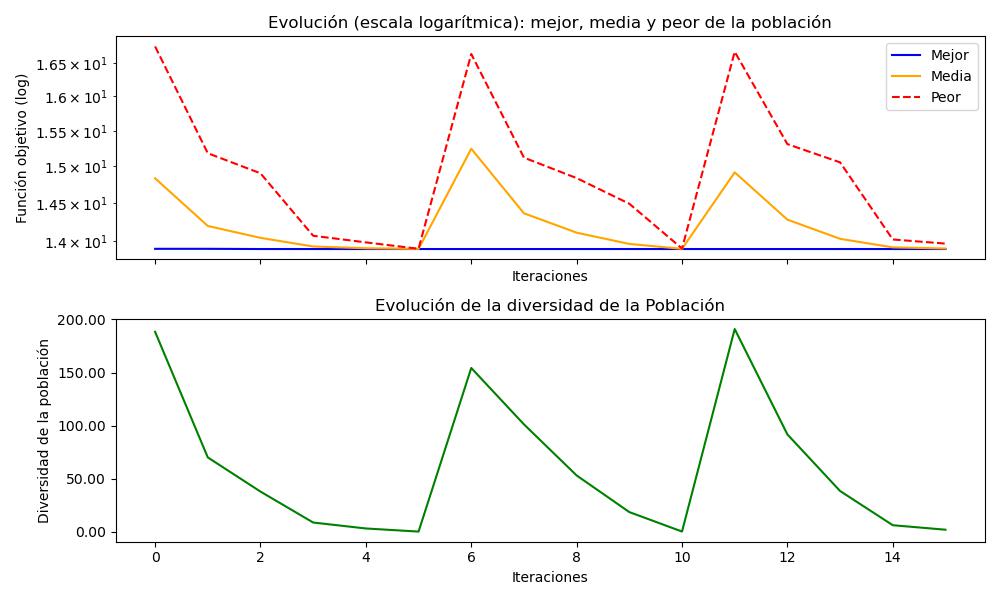 Evolución (escala logarítmica): mejor, media y peor de la población
Función objetivo (log)
1.65 × 10¹
1.6 × 10¹
1.55 × 10¹
1.5 × 10¹
1.45 × 10¹
1.4 × 10¹
Mejor
Media
Peor
Iteraciones
Evolución de la diversidad de la Población
Diversidad de la población
200.00
150.00
100.00
50.00
0.00
0 2 4 6 8 10 12 14
Iteraciones